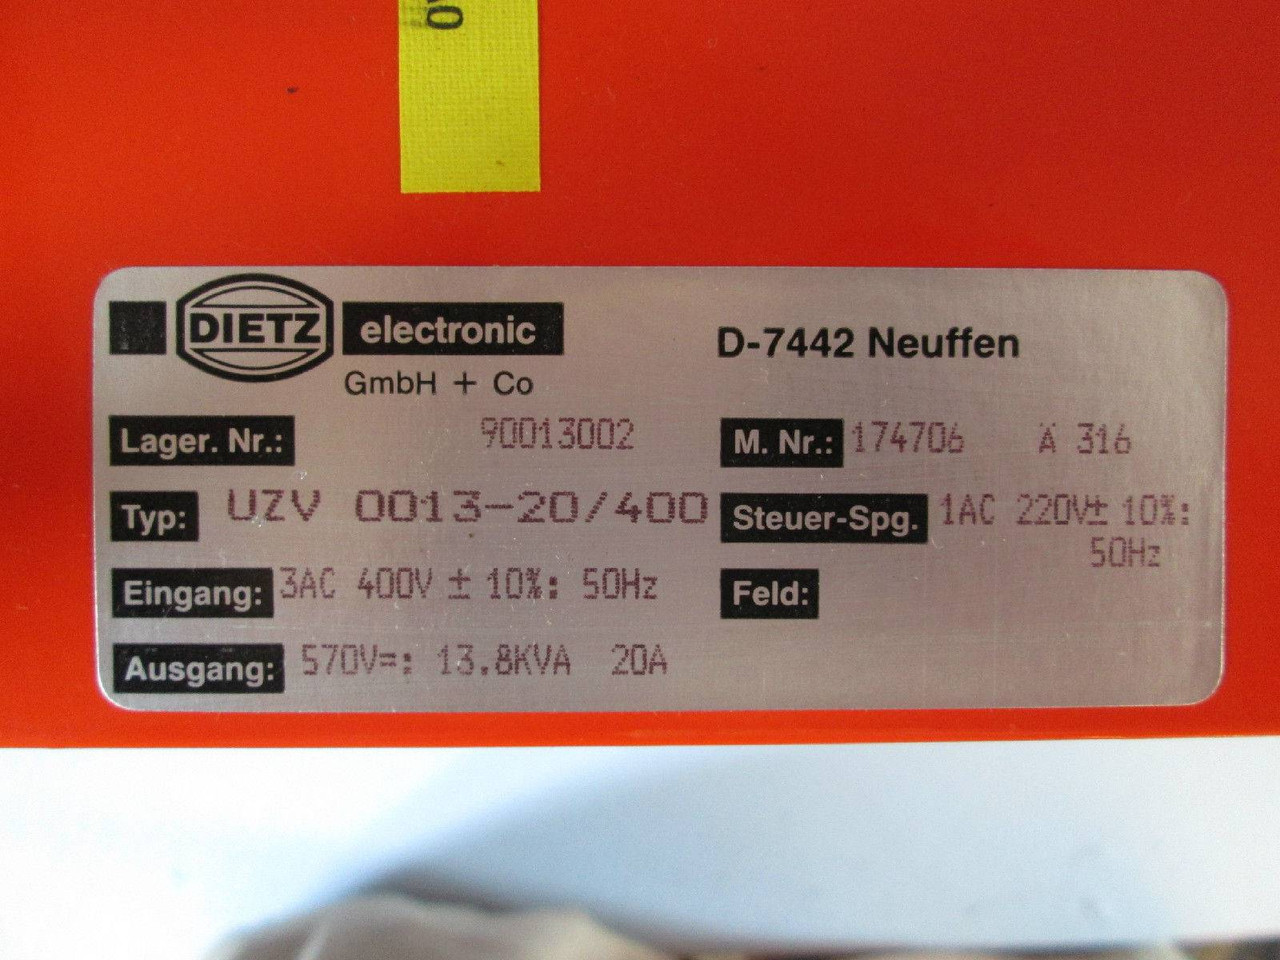 DIETZ electronic
GmbH + Co
D-7442 Neuffen
Lager. Nr.: 90013002
M. Nr.: 174706 A 316
Typ: UZV 0013-20/400
Steuer-Spg. 1AC 220V± 10%:
50Hz
Eingang: 3AC 400V ± 10%: 50Hz
Feld:
Ausgang: 570V=: 13.8KVA 20A